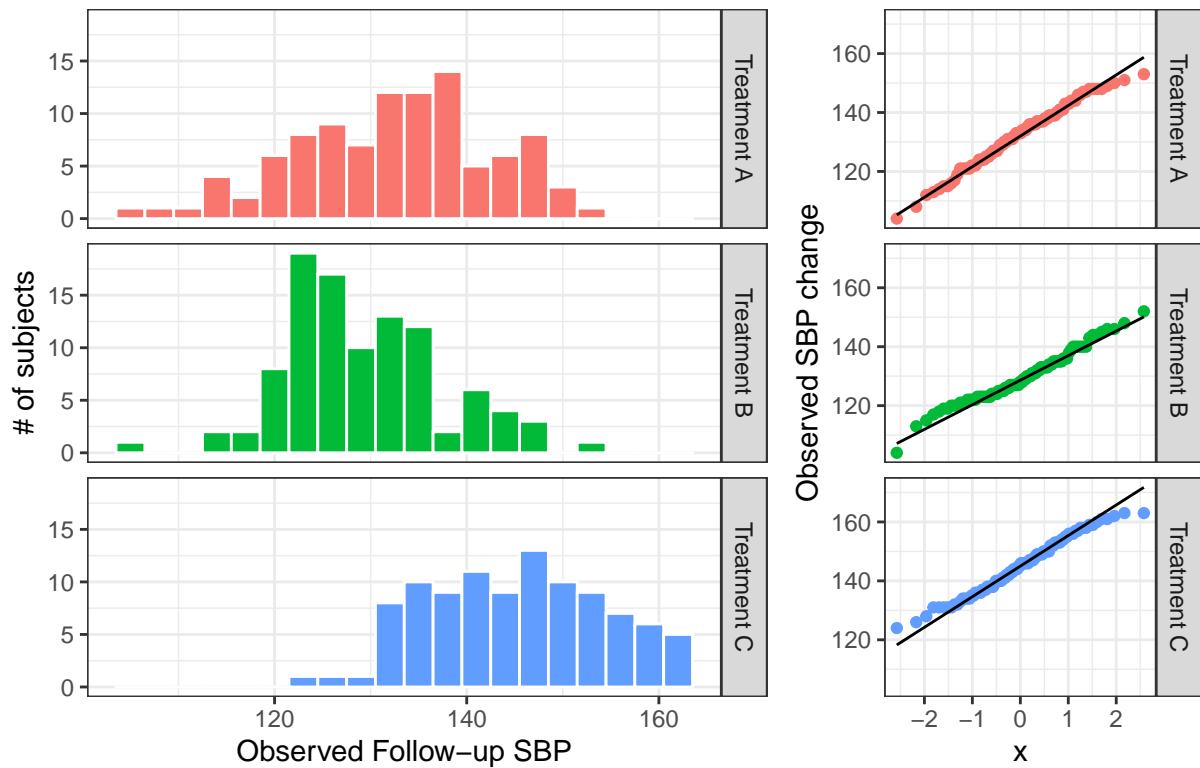 # of subjects
15
10
5
0
Treatment A
15
10
5
0
Treatment B
15
10
5
0
Treatment C
120
140
160
Observed Follow−up SBP
Observed SBP change
160
140
120
Treatment A
160
140
120
Treatment B
160
140
120
Treatment C
−2
−1
0
1
2
x